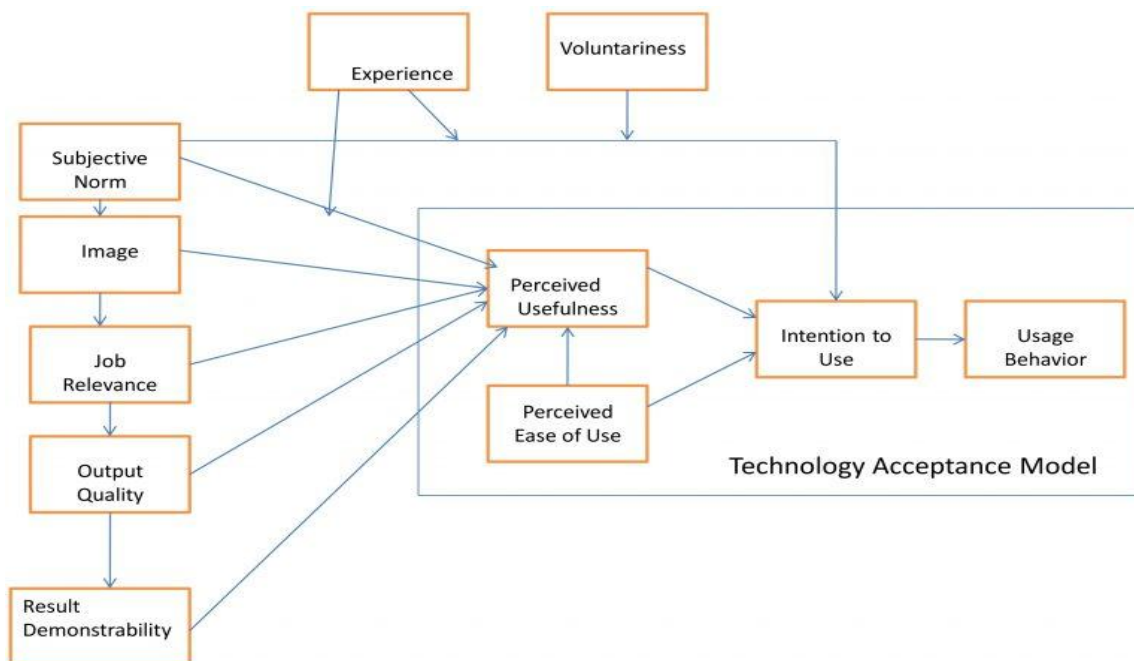 Experience
Voluntariness
Subjective
Norm
Image
Job
Relevance
Output
Quality
Result
Demonstrability
Perceived
Usefulness
Perceived
Ease of Use
Intention to
Use
Usage
Behavior
Technology Acceptance Model